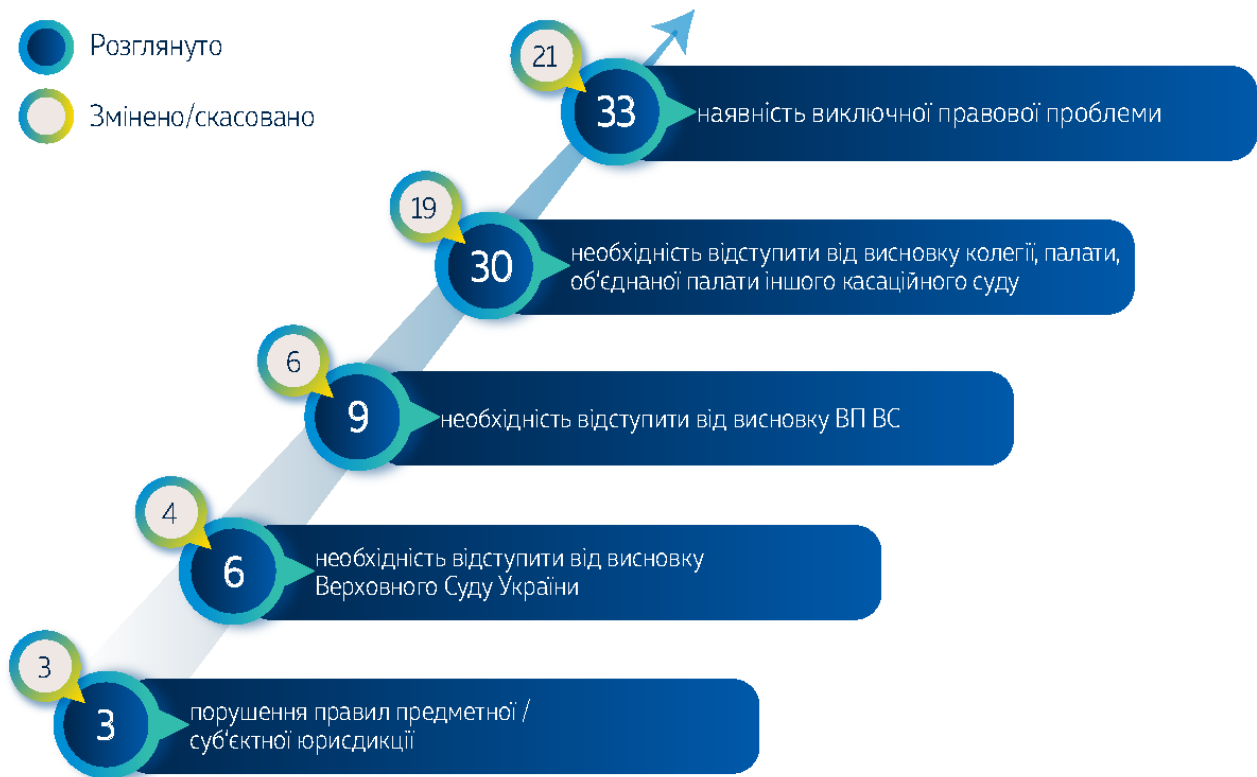 Розглянуто
Змінено/скасовано
21
33
наявність виключної правової проблеми
19
30
необхідність відступити від висновку колегії, палати,
об‘єднаної палати іншого касаційного суду
6
9
необхідність відступити від висновку ВП ВС
4
6
необхідність відступити від висновку
Верховного Суду України
3
3
порушення правил предметної /
суб‘єктної юрисдикції